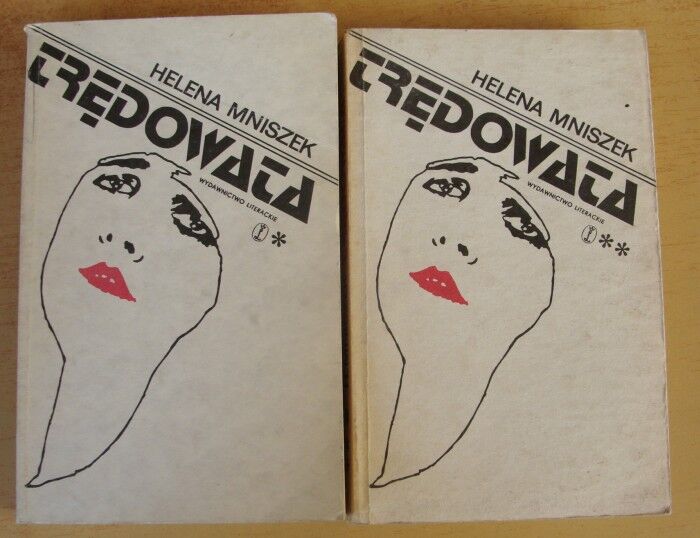 HELENA MNISZEK
TRĘDOWATA
WYDAWNICTWO LITERACKIE
*
HELENA MNISZEK
TRĘDOWATA
WYDAWNICTWO LITERACKIE
**